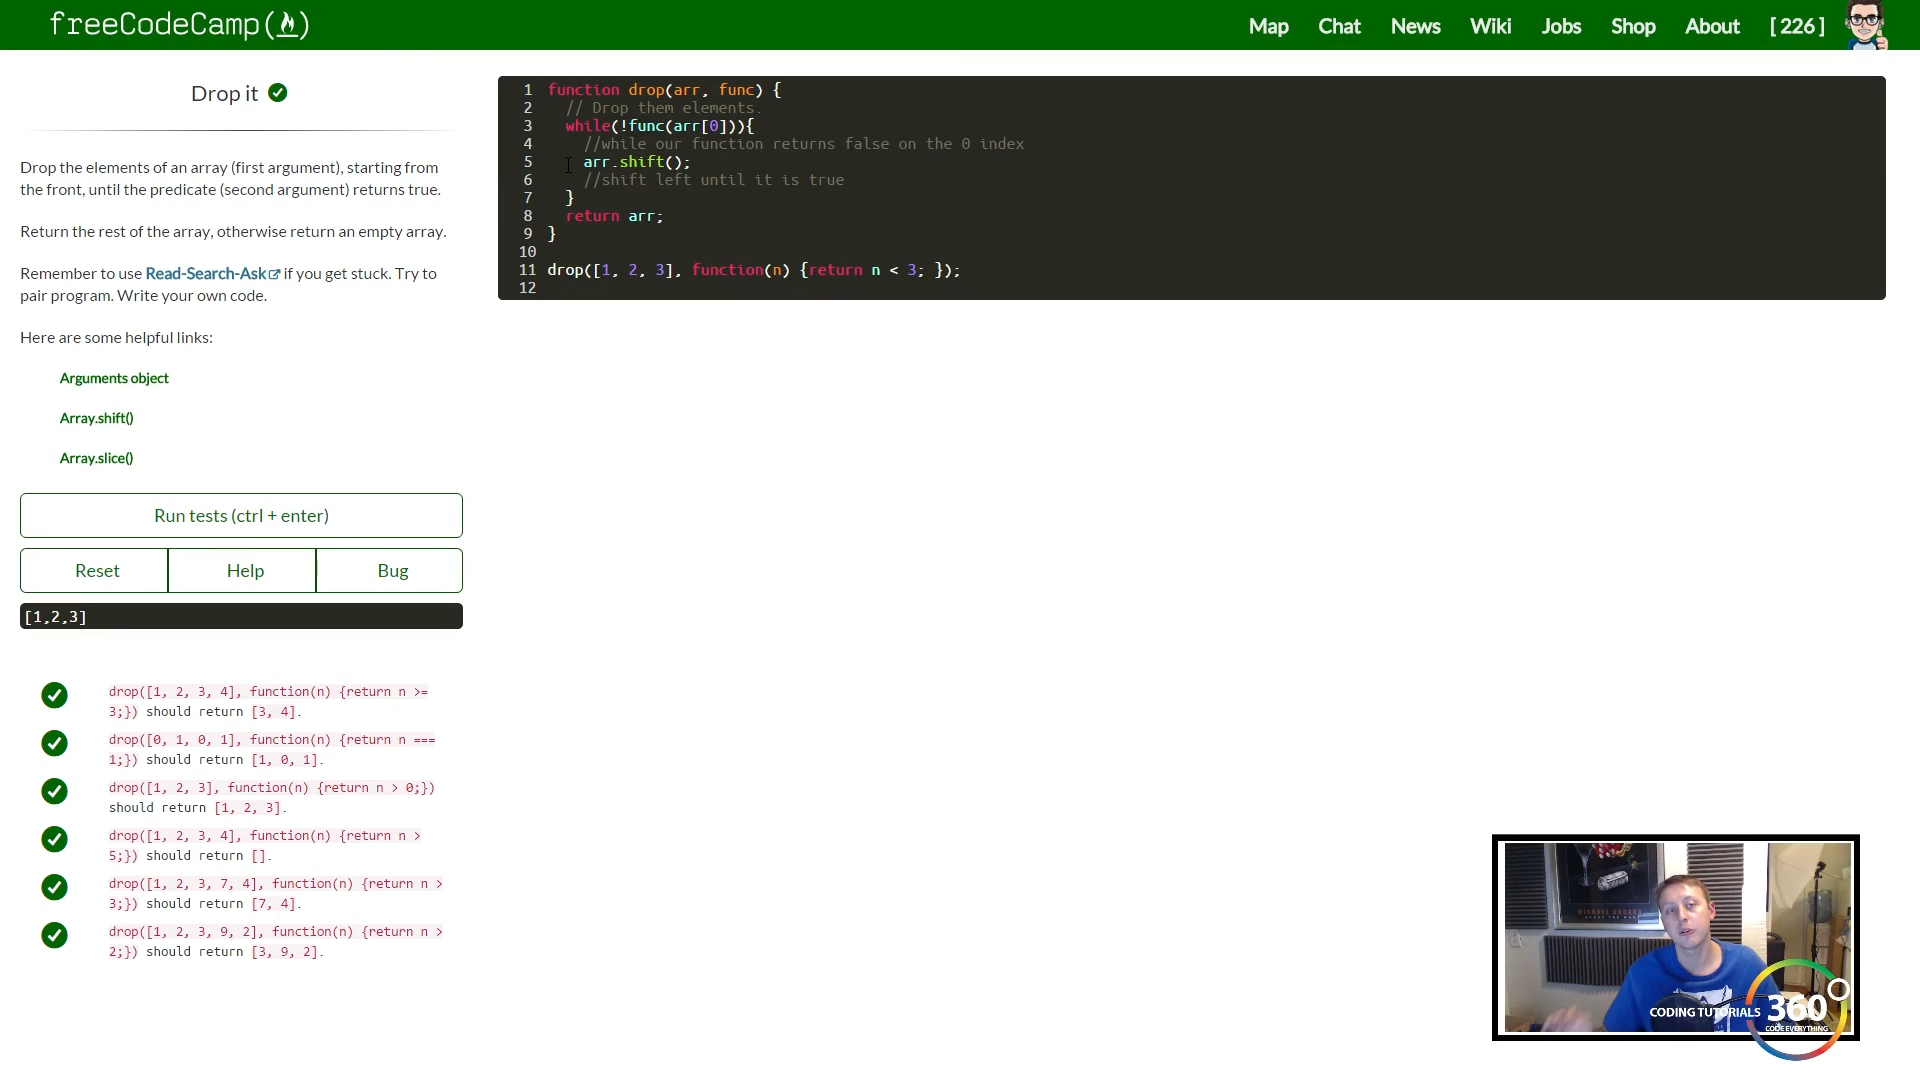 freeCodeCamp(🔥)
Map Chat News Wiki Jobs Shop About [ 226 ]
Drop it
Drop the elements of an array (first argument), starting from
the front, until the predicate (second argument) returns true.
Return the rest of the array, otherwise return an empty array.
Remember to use Read-Search-Ask if you get stuck. Try to
pair program. Write your own code.
Here are some helpful links:
Arguments object
Array.shift()
Array.slice()
Run tests (ctrl + enter)
Reset Help Bug
[1,2,3]
drop([1, 2, 3, 4], function(n) {return n >=
3;}) should return [3, 4].
drop([0, 1, 0, 1], function(n) {return n ===
1;}) should return [1, 0, 1].
drop([1, 2, 3], function(n) {return n > 0;})
should return [1, 2, 3].
drop([1, 2, 3, 4], function(n) {return n >
5;}) should return [].
drop([1, 2, 3, 7, 4], function(n) {return n >
3;}) should return [7, 4].
drop([1, 2, 3, 9, 2], function(n) {return n >
2;}) should return [3, 9, 2].
1 function drop(arr, func) {
2 // Drop them elements.
3 while(!func(arr[0])){
4 //while our function returns false on the 0 index
5 arr.shift();
6 //shift left until it is true
7 }
8 return arr;
9 }
10
11 drop([1, 2, 3], function(n) {return n < 3; });
12
CODING TUTORIALS 360
CODE EVERYTHING